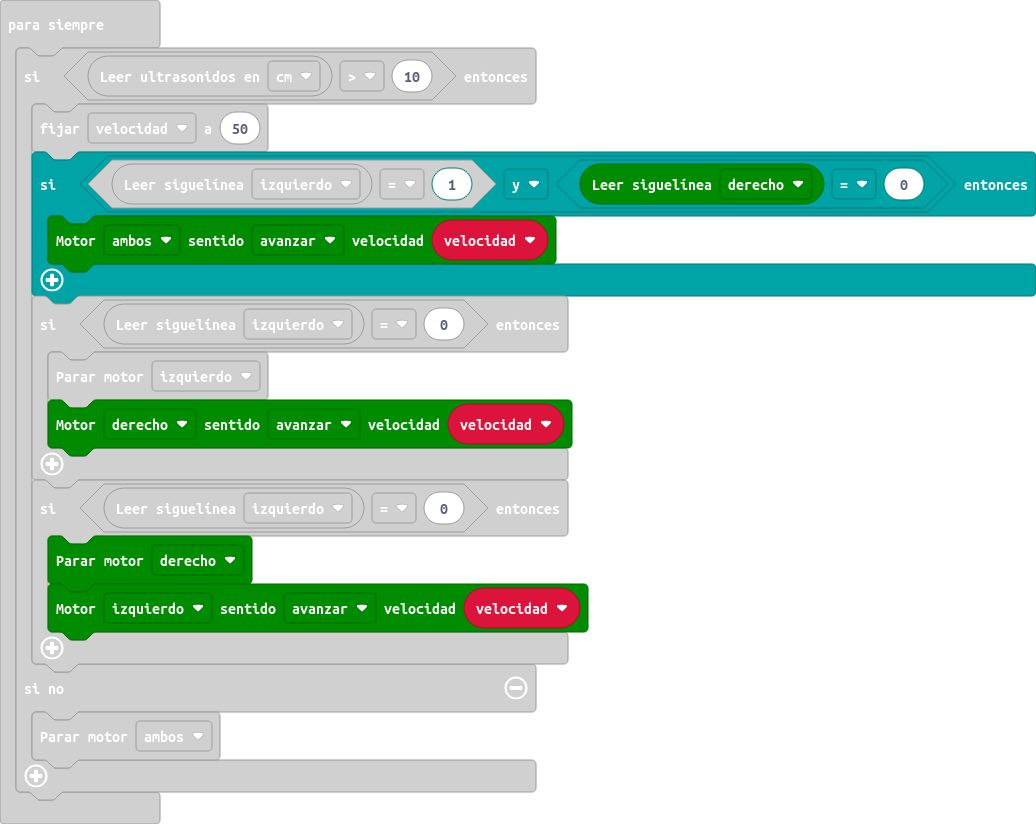 para siempre
si Leer ultrasonidos en cm > 10 entonces
fijar velocidad a 50
si Leer siguelínea izquierdo = 1 y Leer siguelínea derecho = 0 entonces
Motor ambos sentido avanzar velocidad velocidad
si Leer siguelínea izquierdo = 0 entonces
Parar motor izquierdo
Motor derecho sentido avanzar velocidad velocidad
si Leer siguelínea izquierdo = 0 entonces
Parar motor derecho
Motor izquierdo sentido avanzar velocidad velocidad
si no
Parar motor ambos